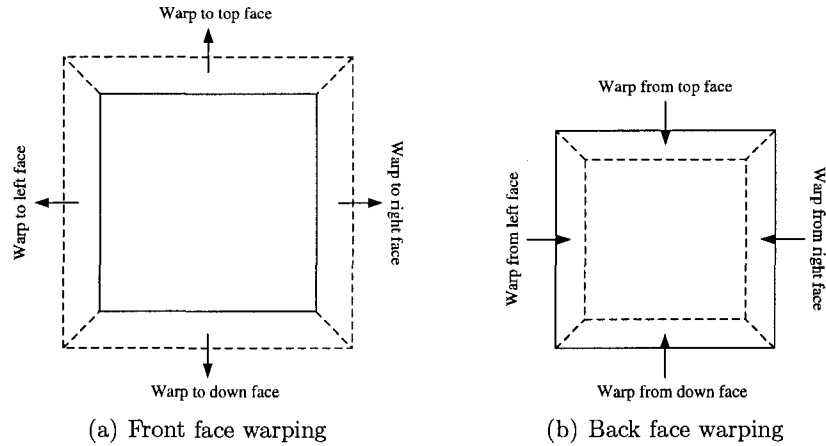 Warp to top face
Warp to left face
Warp to right face
Warp to down face
(a) Front face warping
Warp from top face
Warp from left face
Warp from right face
Warp from down face
(b) Back face warping